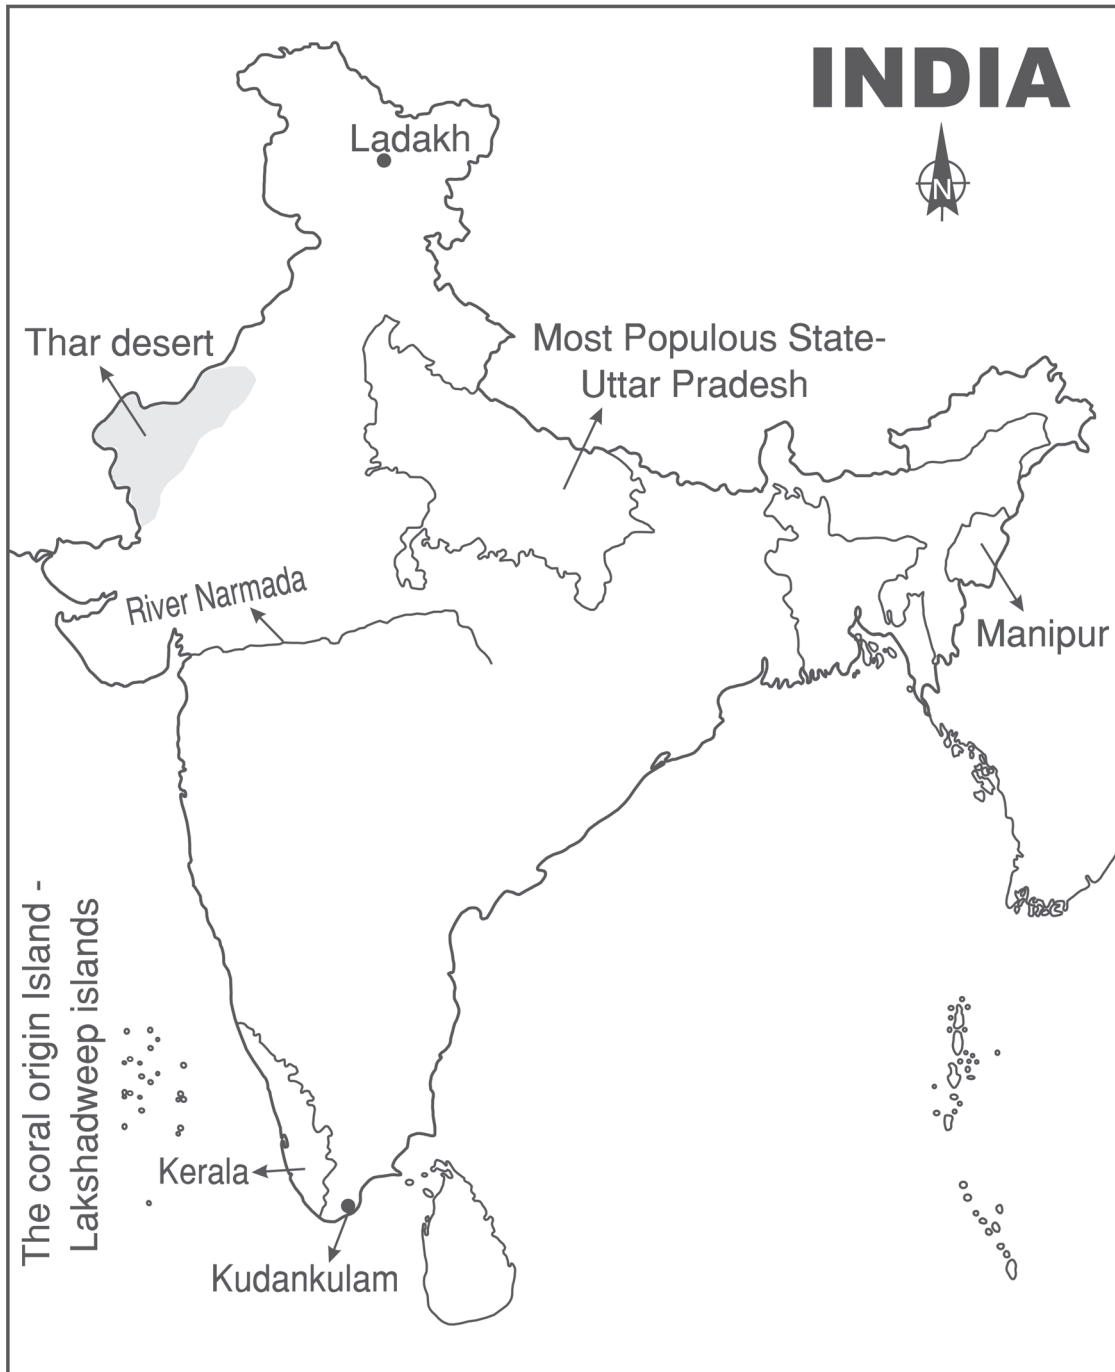 INDIA
N
Ladakh
Thar desert
Most Populous State-
Uttar Pradesh
River Narmada
Manipur
The coral origin Island -
Lakshadweep islands
Kerala
Kudankulam